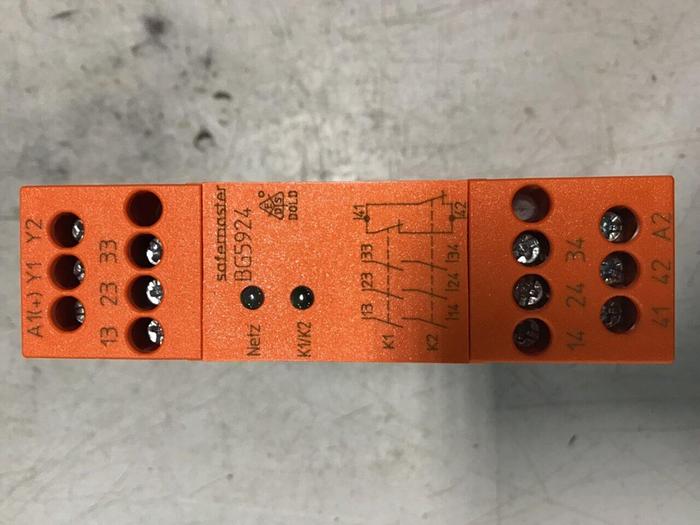 A1(+) Y1 Y2
13 23 33
safemaster
BG5924
DOLD
Netz
K1/K2
13 23 33 41
K1
K2
14 24 34 42
14 24 34
41 42 A2